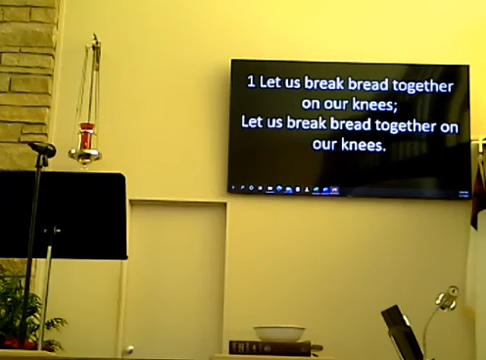 1 Let us break bread together
on our knees;
Let us break bread together on
our knees.